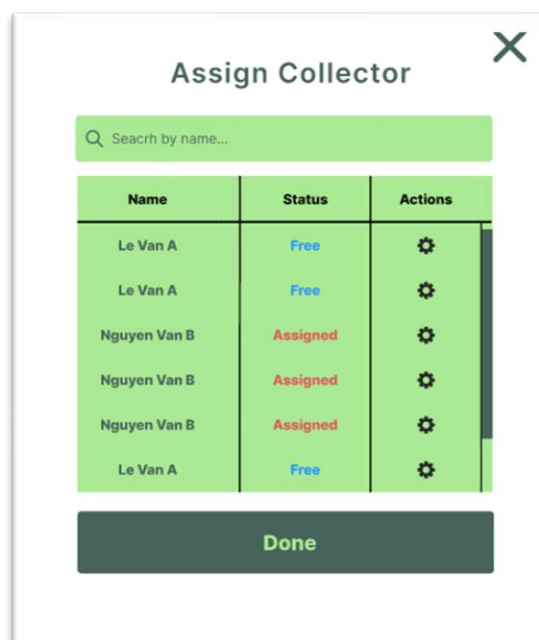 Assign Collector
Seacrh by name...
Name Status Actions
Le Van A Free
Le Van A Free
Nguyen Van B Assigned
Nguyen Van B Assigned
Nguyen Van B Assigned
Le Van A Free
Done